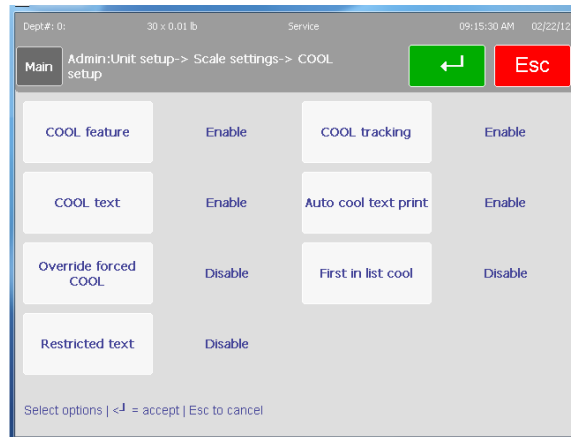 Dept#: 0: 30 x 0.01 lb Service 09:15:30 AM 02/22/12
Main Admin:Unit setup-> Scale settings-> COOL
setup
Esc
COOL feature Enable COOL tracking Enable
COOL text Enable Auto cool text print Enable
Override forced
COOL
Disable First in list cool Disable
Restricted text Disable
Select options | <┘ = accept | Esc to cancel